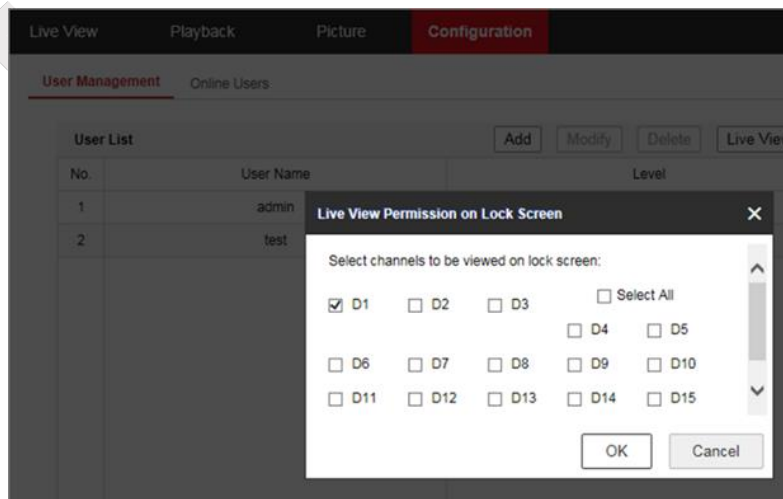 Live View Playback Picture Configuration
User Management Online Users
User List Add Modify Delete Live Vie
No. User Name Level
1 admin
2 test
Live View Permission on Lock Screen
Select channels to be viewed on lock screen:
Select All
D1 D2 D3
D4 D5
D6 D7 D8 D9 D10
D11 D12 D13 D14 D15
OK Cancel